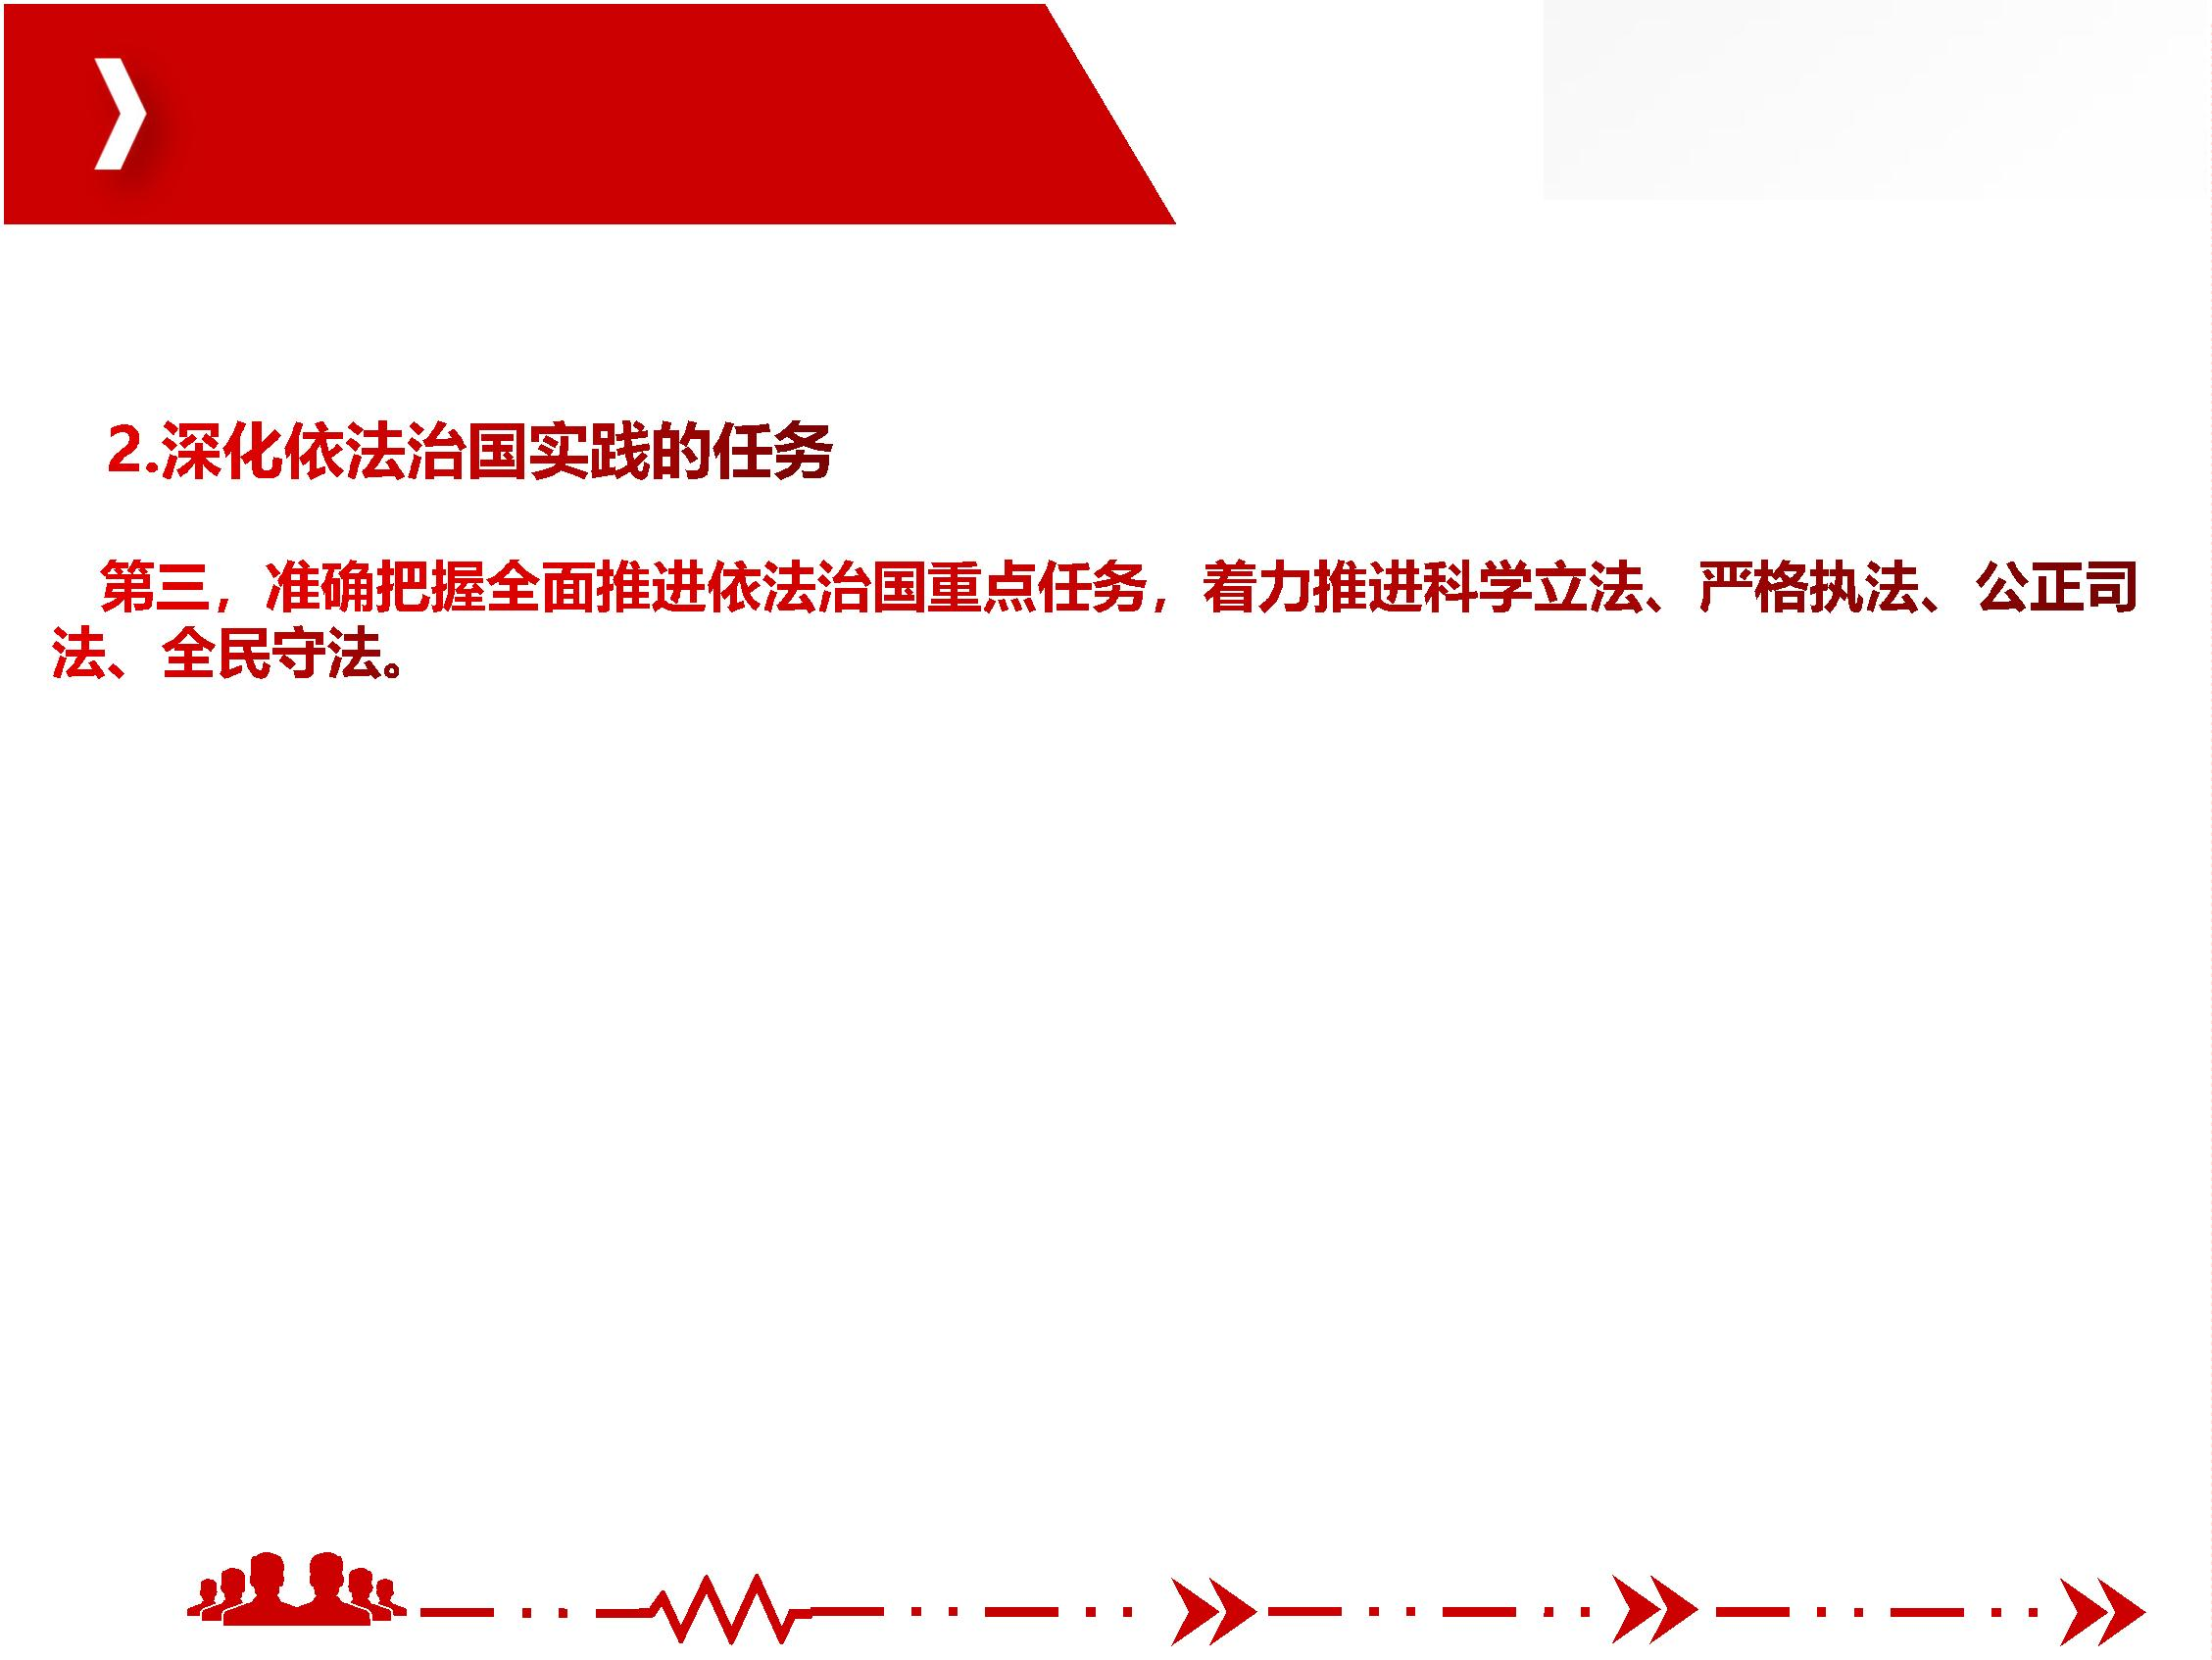 2.深化依法治国实践的任务
第三，准确把握全面推进依法治国重点任务，着力推进科学立法、严格执法、公正司
法、全民守法。